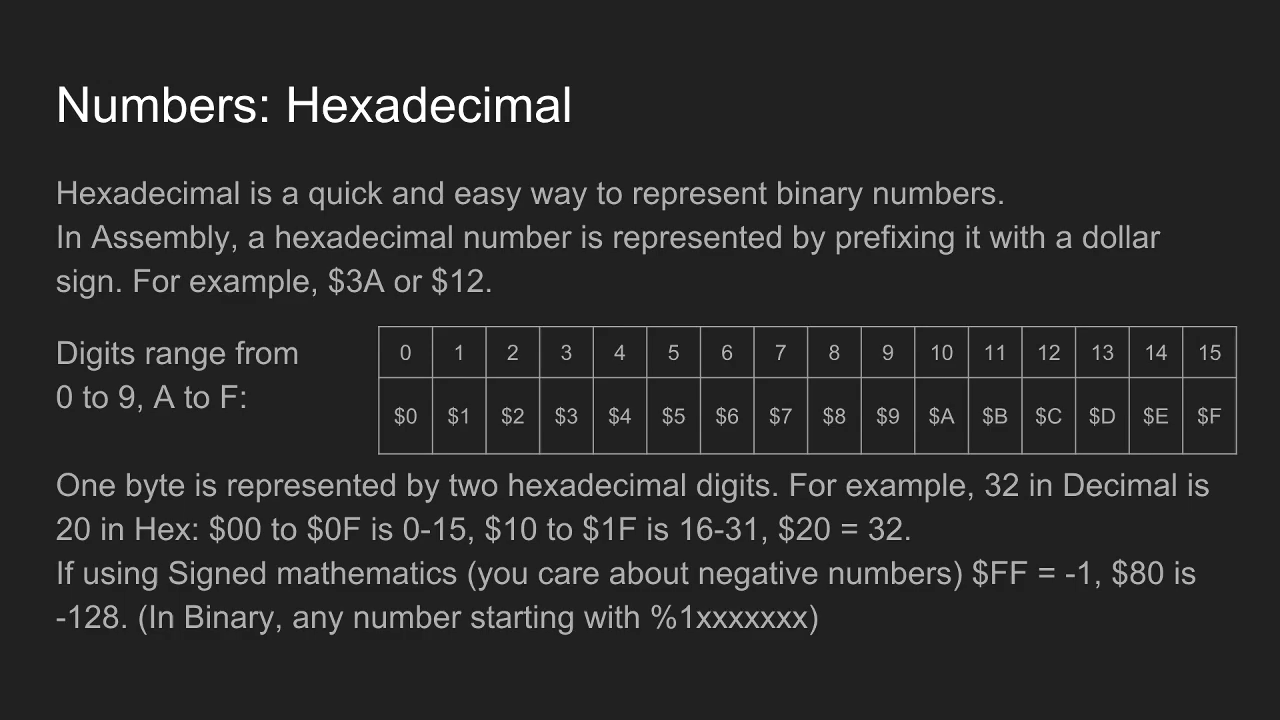 Numbers: Hexadecimal
Hexadecimal is a quick and easy way to represent binary numbers.
In Assembly, a hexadecimal number is represented by prefixing it with a dollar
sign. For example, $3A or $12.
Digits range from
0 to 9, A to F:
0 1 2 3 4 5 6 7 8 9 10 11 12 13 14 15
$0 $1 $2 $3 $4 $5 $6 $7 $8 $9 $A $B $C $D $E $F
One byte is represented by two hexadecimal digits. For example, 32 in Decimal is
20 in Hex: $00 to $0F is 0-15, $10 to $1F is 16-31, $20 = 32.
If using Signed mathematics (you care about negative numbers) $FF = -1, $80 is
-128. (In Binary, any number starting with %1xxxxxxx)